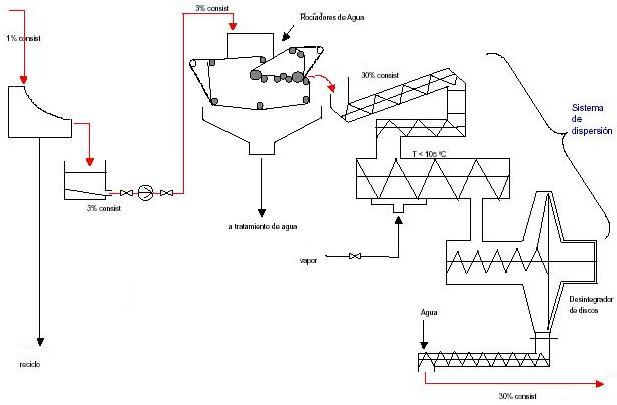 3% consist
Rociadores de Agua
1% consist
30% consist
Sistema
de
dispersión
T < 105 ºC
3% consist
a tratamiento de agua
vapor
Desintegrador
de discos
Agua
reciclo
30% consist